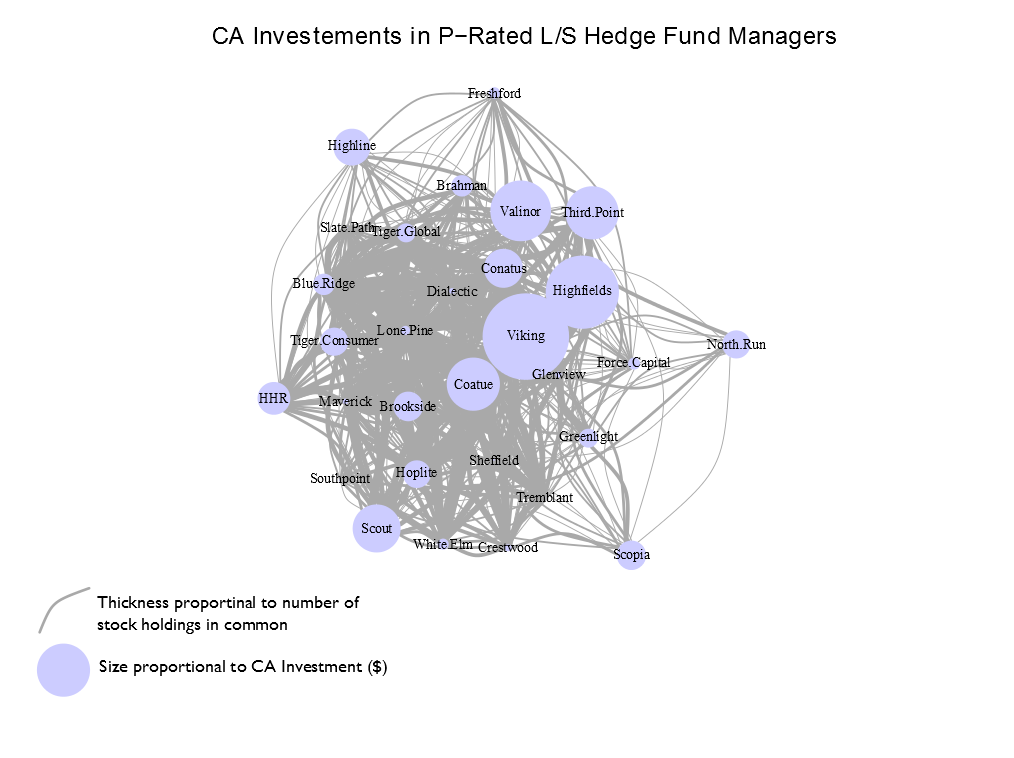 CA Investements in P−Rated L/S Hedge Fund Managers
Freshford
Highline
Brahman
Valinor
Third.Point
Slate.Path
Tiger.Global
Conatus
Blue.Ridge
Dialectic
Highfields
Lone.Pine
Viking
Tiger.Consumer
North.Run
Force.Capital
Glenview
Coatue
HHR
Maverick
Brookside
Greenlight
Sheffield
Hoplite
Southpoint
Tremblant
Scout
White.Elm
Crestwood
Scopia
Thickness proportinal to number of
stock holdings in common
Size proportional to CA Investment ($)